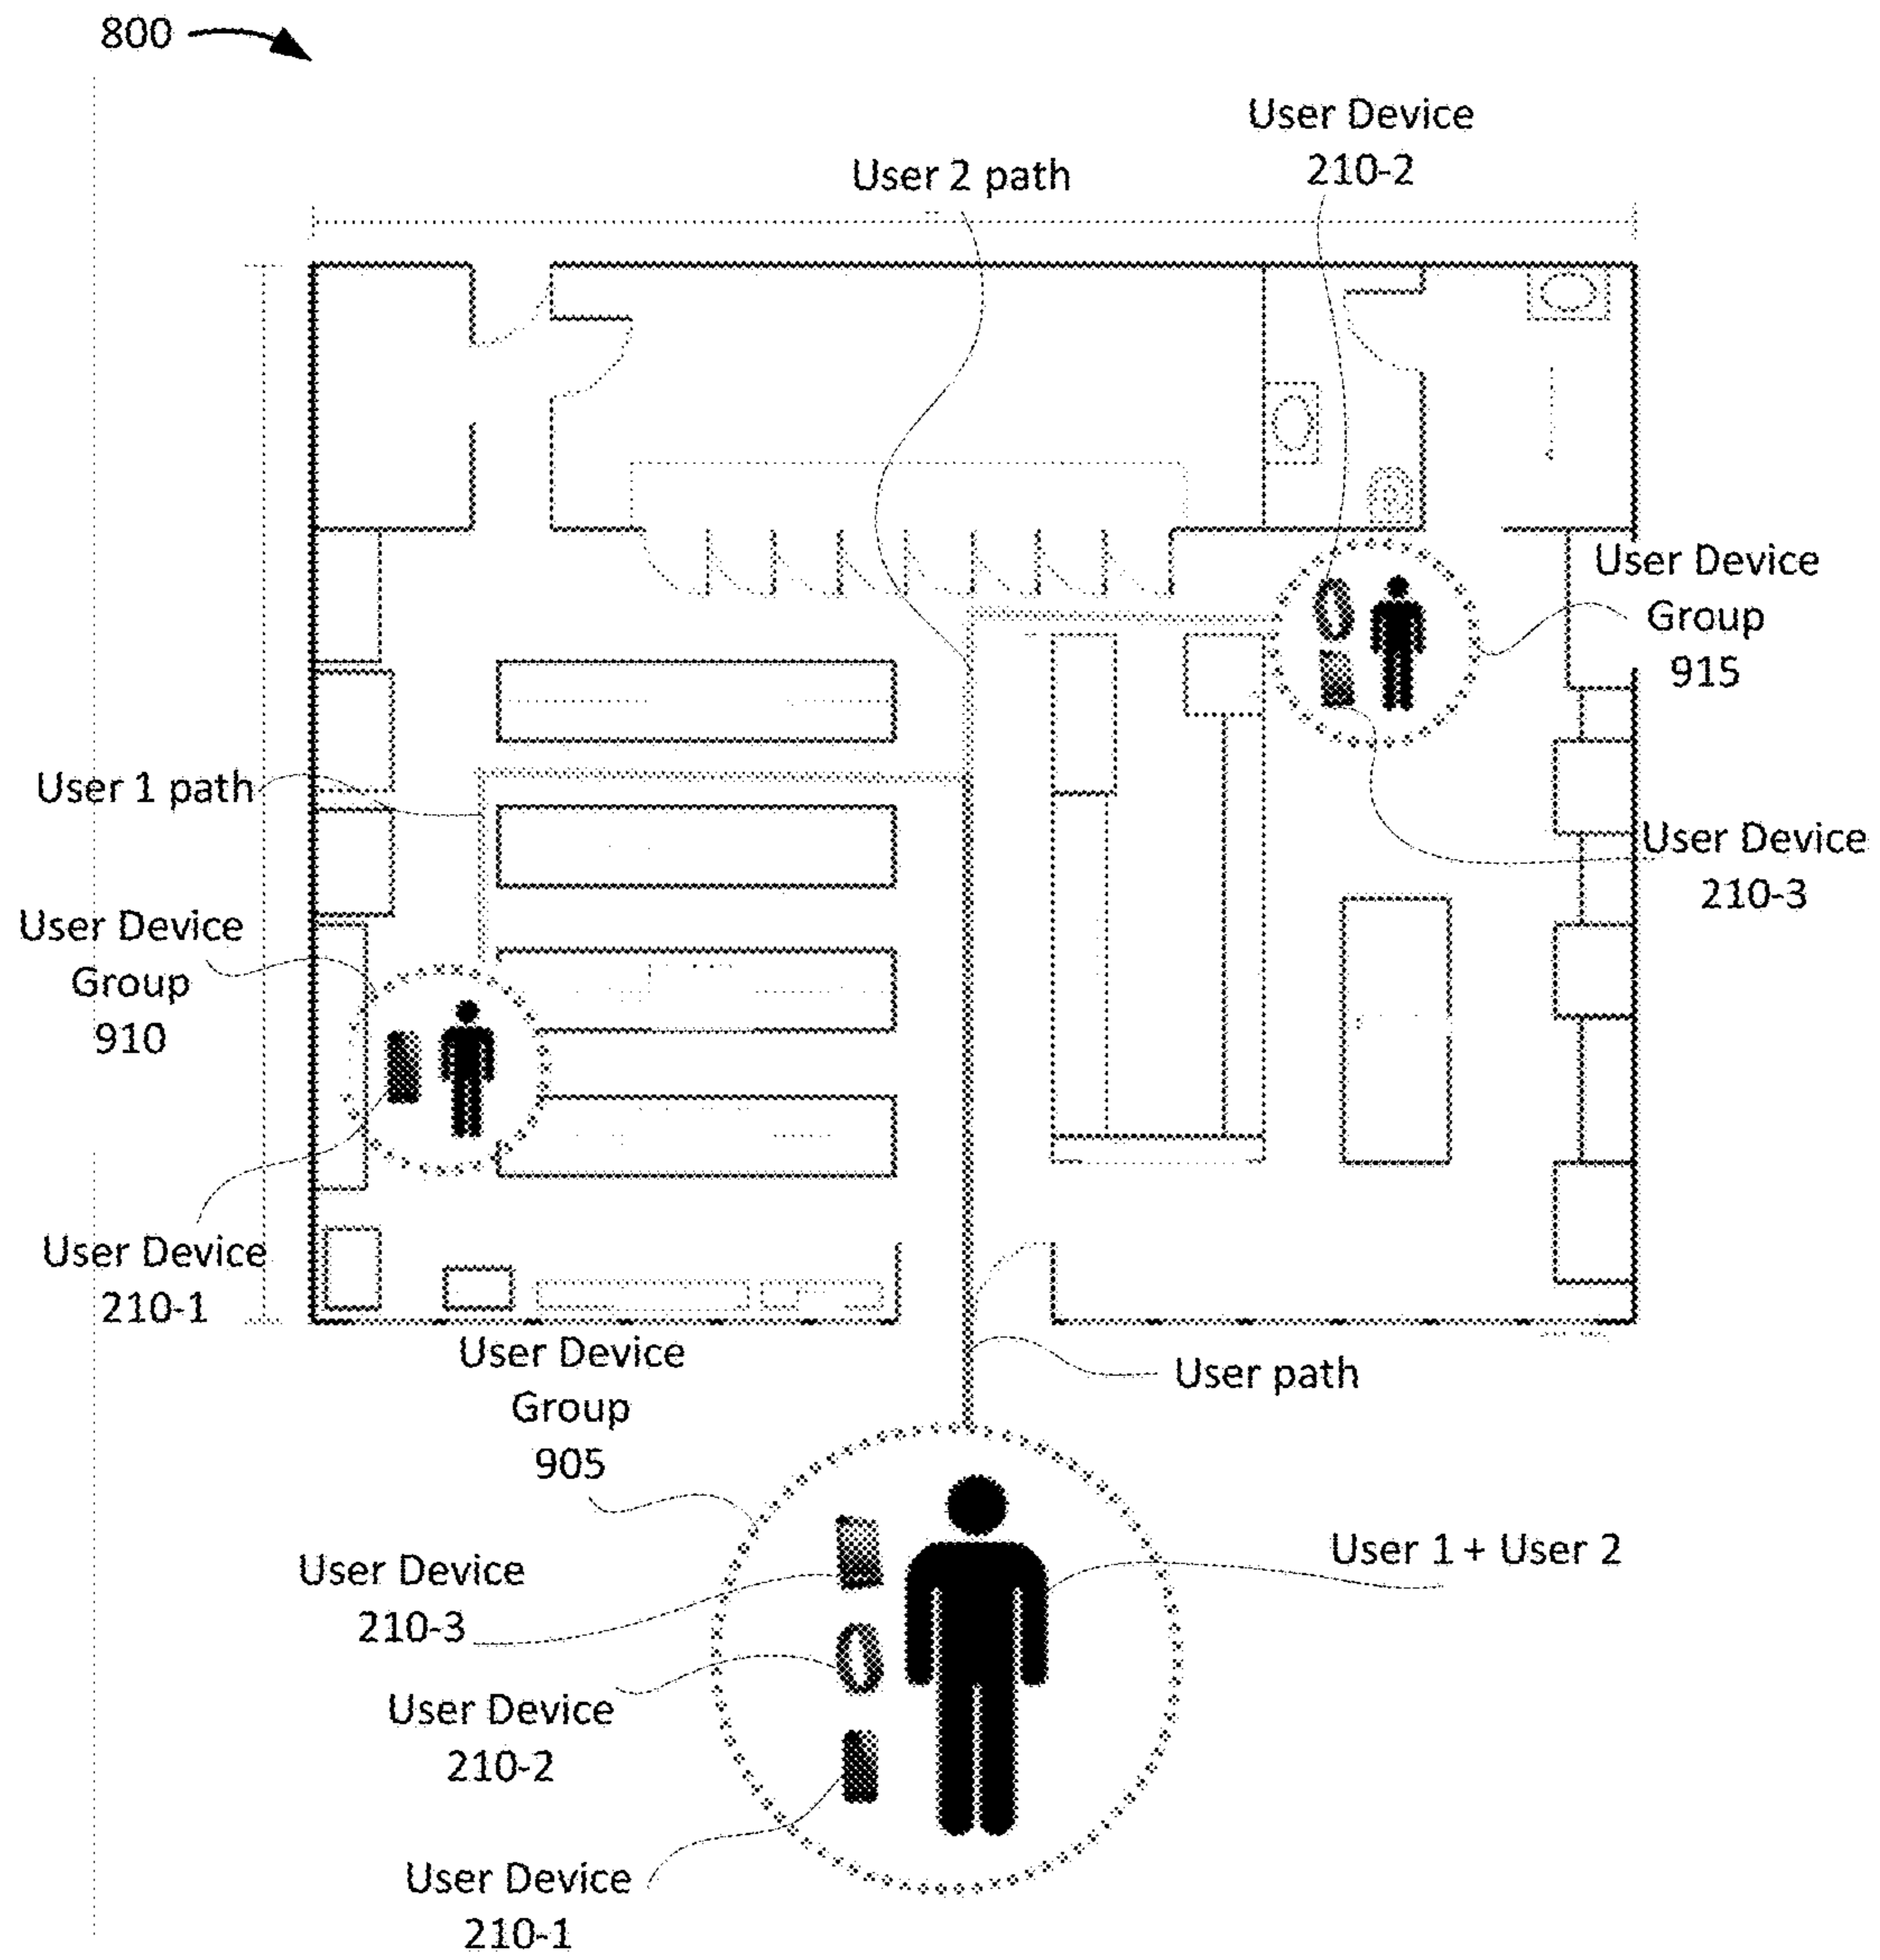 800
User Device
210-2
User 2 path
User Device
Group
915
User 1 path
User Device
210-3
User Device
Group
910
User Device
210-1
User Device
Group
905
User path
User 1 + User 2
User Device
210-3
User Device
210-2
User Device
210-1